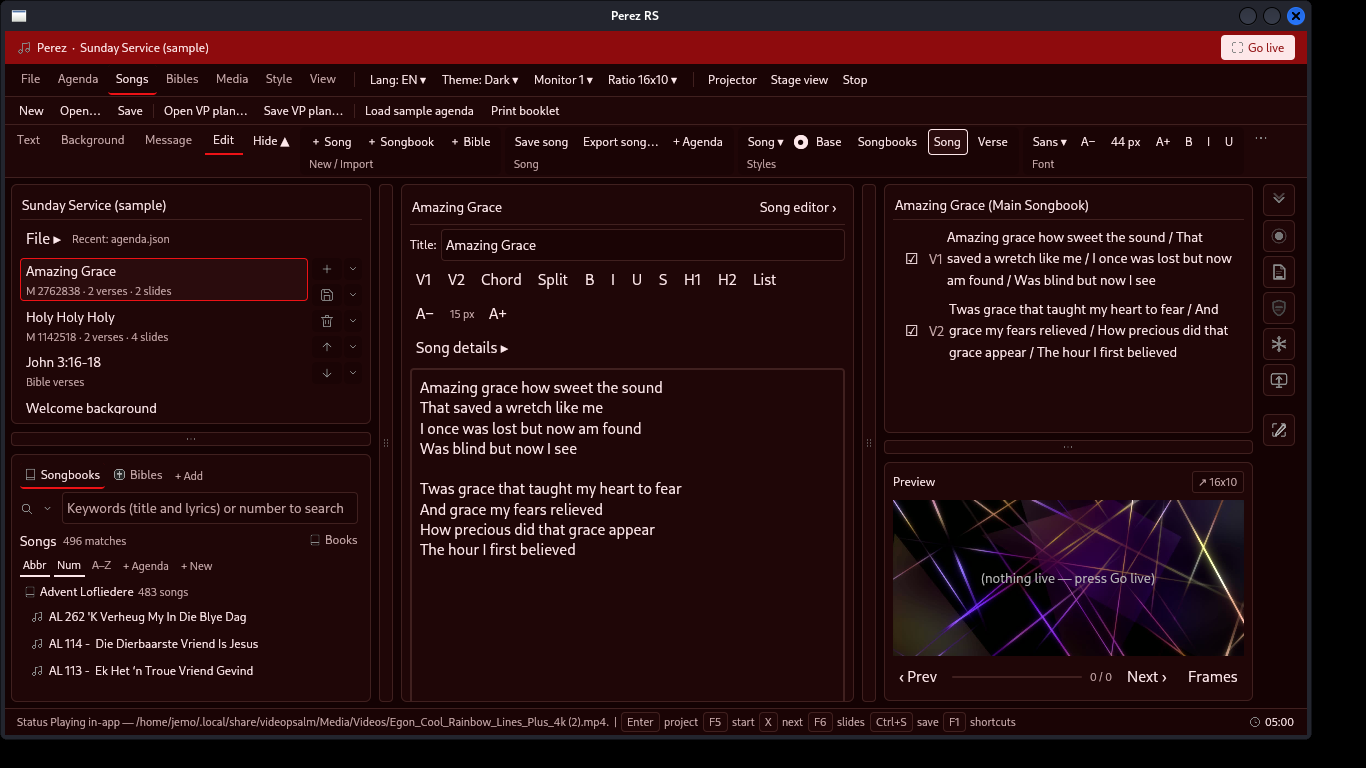 Perez RS
Perez · Sunday Service (sample)
Go live
File Agenda Songs Bibles Media Style View Lang: EN ▾ Theme: Dark ▾ Monitor 1 ▾ Ratio 16x10 ▾ Projector Stage view Stop
New Open... Save Open VP plan... Save VP plan... Load sample agenda Print booklet
Text Background Message Edit Hide ▲ + Song + Songbook + Bible Save song Export song... + Agenda Song ▾ Base Songbooks Song Verse Sans ▾ A− 44 px A+ B I U ...
New / Import Song Styles Font
Sunday Service (sample)
File ▸ Recent: agenda.json
Amazing Grace
M 2762838 · 2 verses · 2 slides
Holy Holy Holy
M 1142518 · 2 verses · 4 slides
John 3:16-18
Bible verses
Welcome background
Songbooks Bibles + Add
Keywords (title and lyrics) or number to search
Songs 496 matches Books
Abbr Num A–Z + Agenda + New
Advent Lofliedere 483 songs
AL 262 'K Verheug My In Die Blye Dag
AL 114 - Die Dierbaarste Vriend Is Jesus
AL 113 - Ek Het 'n Troue Vriend Gevind
Amazing Grace Song editor ›
Title: Amazing Grace
V1 V2 Chord Split B I U S H1 H2 List
A− 15 px A+
Song details ▸
Amazing grace how sweet the sound
That saved a wretch like me
I once was lost but now am found
Was blind but now I see
Twas grace that taught my heart to fear
And grace my fears relieved
How precious did that grace appear
The hour I first believed
Amazing Grace (Main Songbook)
Amazing grace how sweet the sound / That
☑ V1 saved a wretch like me / I once was lost but now
am found / Was blind but now I see
Twas grace that taught my heart to fear / And
☑ V2 grace my fears relieved / How precious did that
grace appear / The hour I first believed
Preview ↗ 16x10
(nothing live — press Go live)
‹ Prev 0 / 0 Next › Frames
Status Playing in-app — /home/jemo/.local/share/videopsalm/Media/Videos/Egon_Cool_Rainbow_Lines_Plus_4k (2).mp4. | Enter project F5 start X next F6 slides Ctrl+S save F1 shortcuts 05:00